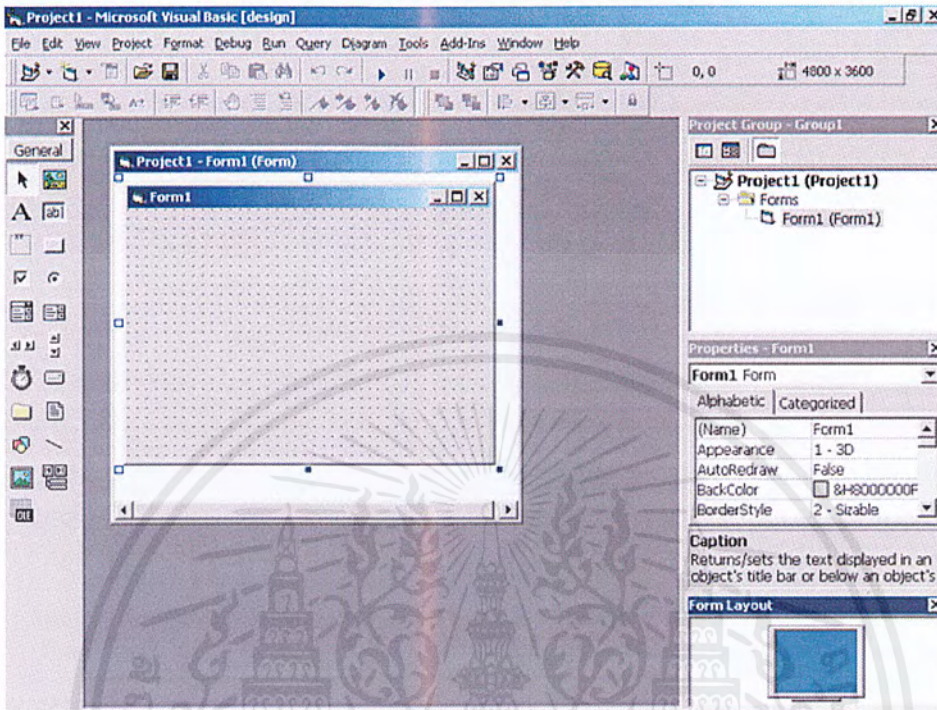 Project1 - Microsoft Visual Basic [design]
File Edit View Project Format Debug Run Query Diagram Tools Add-Ins Window Help
0, 0 4800 x 3600
General
Project1 - Form1 (Form)
Form1
A ab|
OLE
Project Group - Group1
Project1 (Project1)
Forms
Form1 (Form1)
Properties - Form1
Form1 Form
Alphabetic Categorized
(Name) Form1
Appearance 1 - 3D
AutoRedraw False
BackColor &H8000000F
BorderStyle 2 - Sizable
Caption
Returns/sets the text displayed in an
object's title bar or below an object's
Form Layout